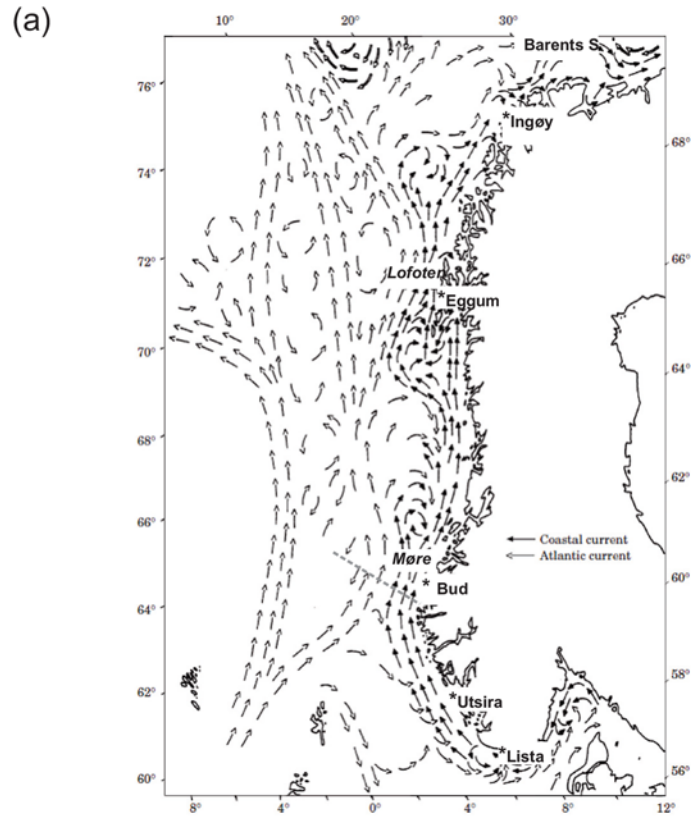 (a)
10° 20° 30°
Barents S.
76°
*Ingøy
74°
68°
72°
Lofoten
66°
*Eggum
70°
64°
68°
62°
66°
Coastal current
Atlantic current
Møre
60°
*
Bud
64°
62°
*Utsira
58°
*Lista
60°
56°
8° 4° 0° 4° 8° 12°